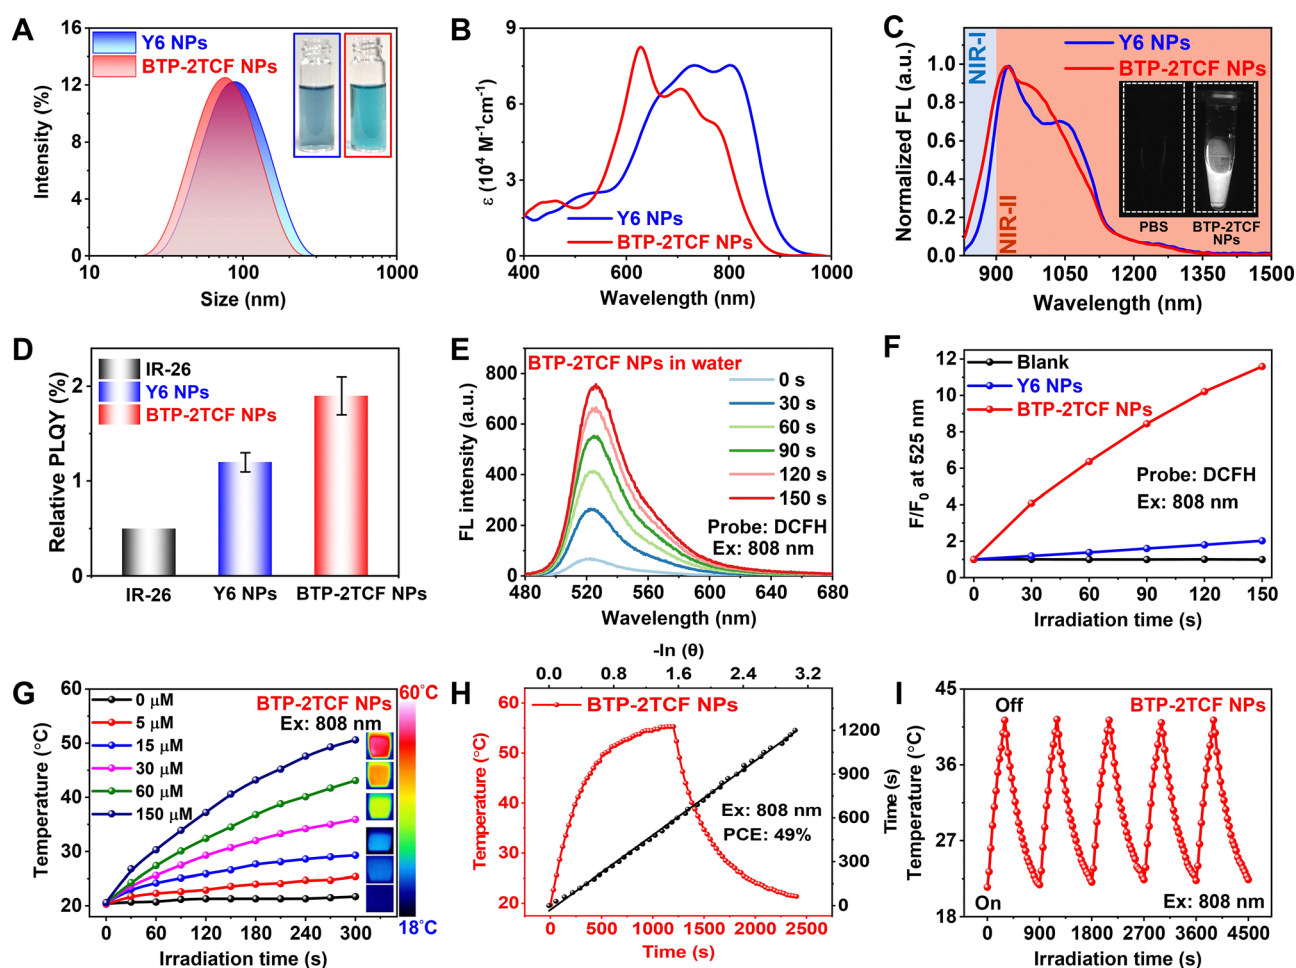 A
Intensity (%)
16
12
8
4
0
Y6 NPs
BTP-2TCF NPs
10
100
1000
Size (nm)
B
ε (10⁴ M⁻¹cm⁻¹)
9
6
3
0
Y6 NPs
BTP-2TCF NPs
400
600
800
1000
Wavelength (nm)
C
Normalized FL (a.u.)
1.0
0.8
0.6
0.4
0.2
0.0
NIR-I
NIR-II
Y6 NPs
BTP-2TCF NPs
PBS
BTP-2TCF
NPs
900
1050
1200
1350
1500
Wavelength (nm)
D
Relative PLQY (%)
2
1
0
IR-26
Y6 NPs
BTP-2TCF NPs
IR-26
Y6 NPs
BTP-2TCF NPs
E
FL intensity (a.u.)
800
600
400
200
0
BTP-2TCF NPs in water
0 s
30 s
60 s
90 s
120 s
150 s
Probe: DCFH
Ex: 808 nm
480
520
560
600
640
680
Wavelength (nm)
F
F/F₀ at 525 nm
12
10
8
6
4
2
0
Blank
Y6 NPs
BTP-2TCF NPs
Probe: DCFH
Ex: 808 nm
0
30
60
90
120
150
Irradiation time (s)
G
Temperature (°C)
60
50
40
30
20
0 μM
5 μM
15 μM
30 μM
60 μM
150 μM
BTP-2TCF NPs
Ex: 808 nm
60°C
18°C
0
60
120
180
240
300
Irradiation time (s)
H
-ln (θ)
0.0
0.8
1.6
2.4
3.2
Temperature (°C)
60
50
40
30
20
BTP-2TCF NPs
Ex: 808 nm
PCE: 49%
1200
900
600
300
0
Time (s)
0
500
1000
1500
2000
2500
Time (s)
I
Temperature (°C)
45
36
27
18
Off
On
BTP-2TCF NPs
Ex: 808 nm
0
900
1800
2700
3600
4500
Irradiation time (s)